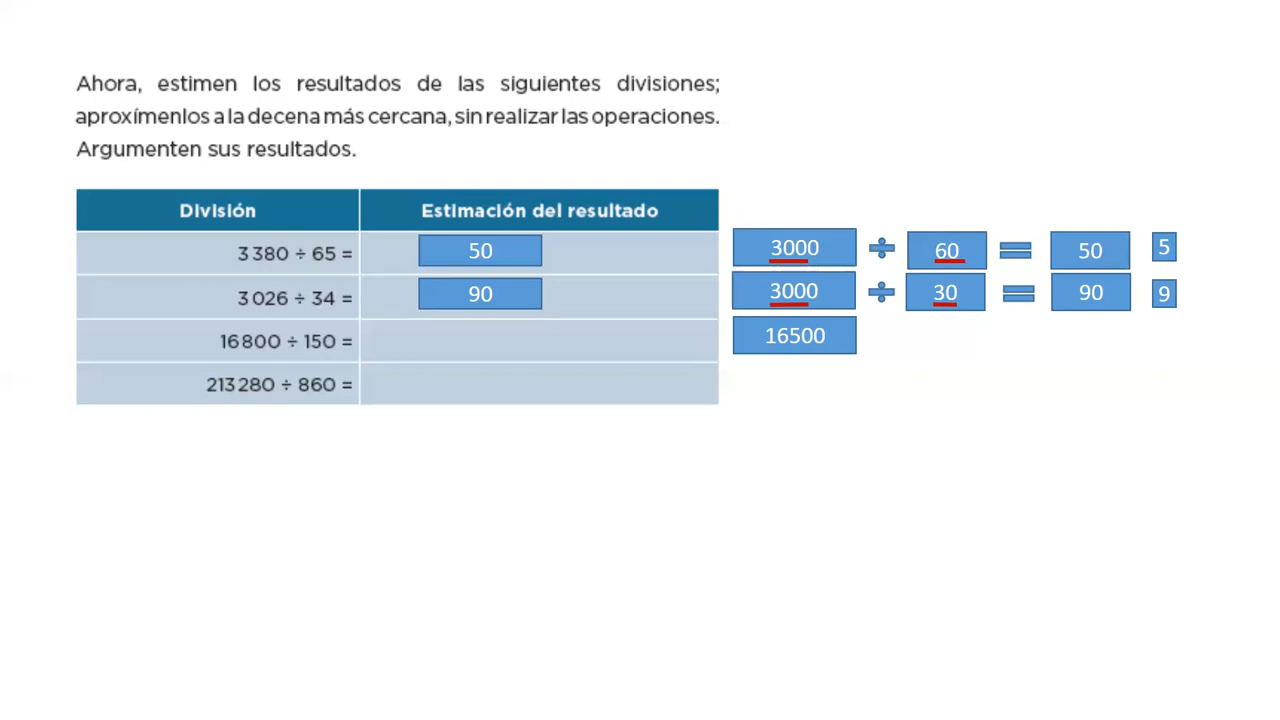 Ahora, estimen los resultados de las siguientes divisiones;
aproxímenlos a la decena más cercana, sin realizar las operaciones.
Argumenten sus resultados.
División Estimación del resultado
3 380 ÷ 65 = 50 3000 ÷ 60 = 50 5
3 026 ÷ 34 = 90 3000 ÷ 30 = 90 9
16 800 ÷ 150 = 16500
213 280 ÷ 860 =